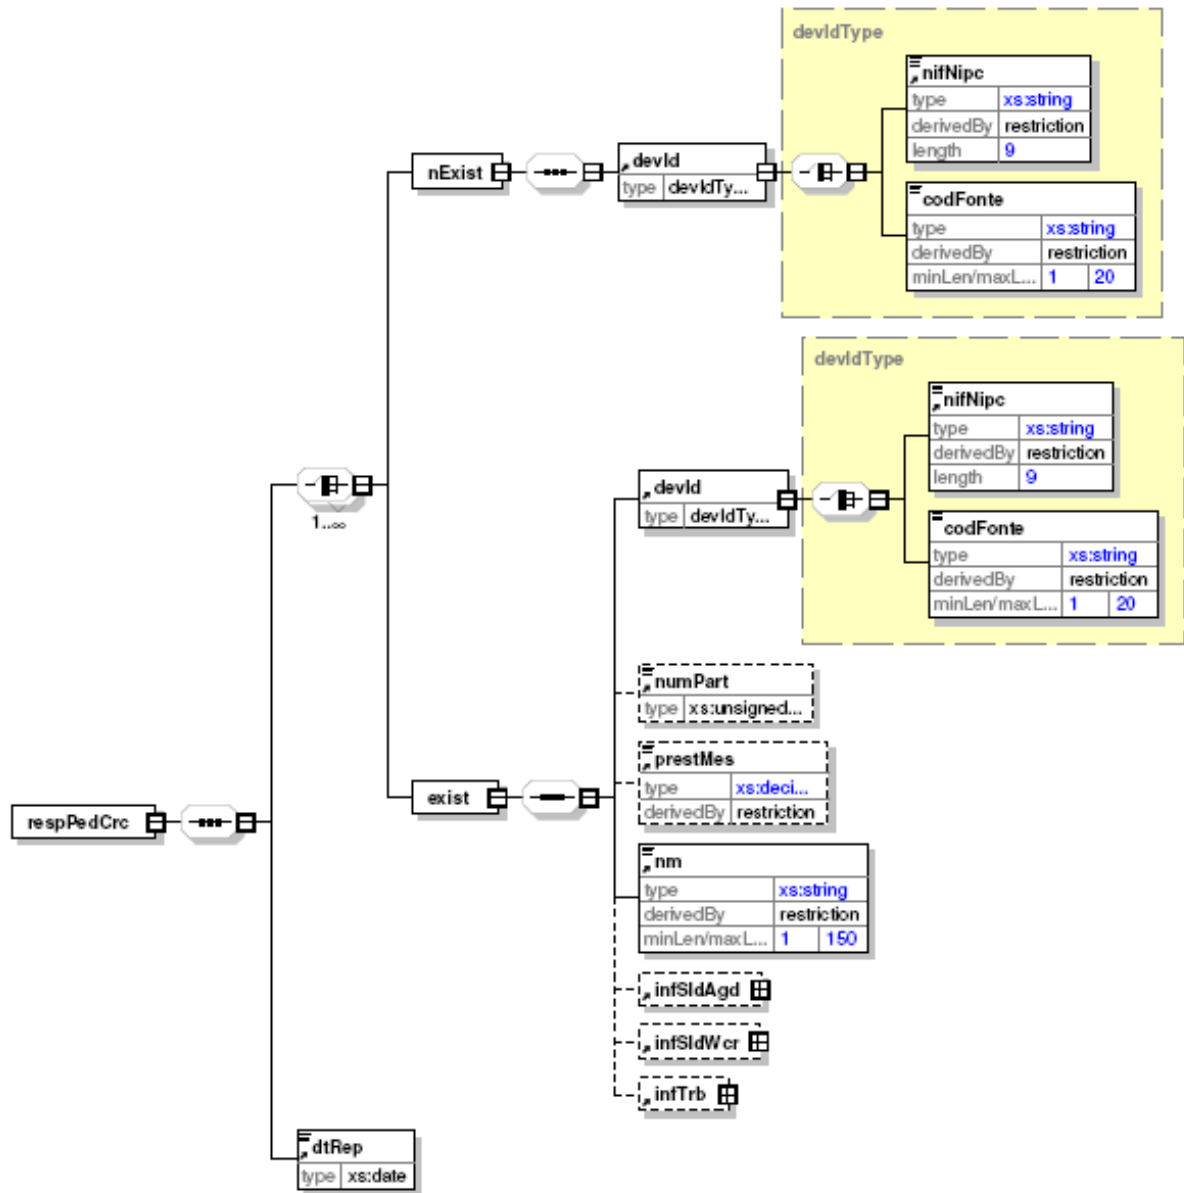 devIdType
nifNipc
type xs:string
derivedBy restriction
length 9
codFonte
type xs:string
derivedBy restriction
minLen/maxL... 1 20
nExist
devId
type devIdTy...
devIdType
nifNipc
type xs:string
derivedBy restriction
length 9
codFonte
type xs:string
derivedBy restriction
minLen/maxL... 1 20
devId
type devIdTy...
1..∞
numPart
type xs:unsigned...
prestMes
type xs:deci...
derivedBy restriction
exist
respPedCrc
nm
type xs:string
derivedBy restriction
minLen/maxL... 1 150
infSldAgd
infSldWcr
infTrb
dtRep
type xs:date